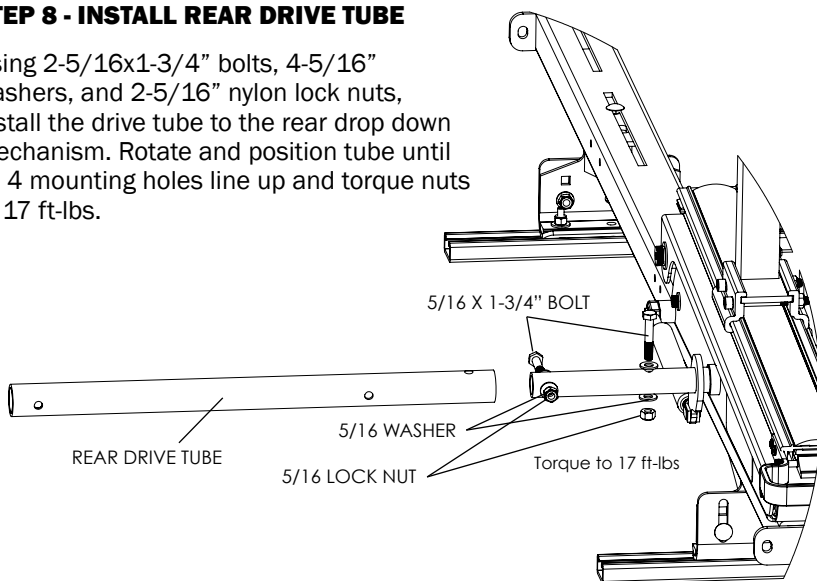 TEP 8 - INSTALL REAR DRIVE TUBE
sing 2-5/16x1-3/4” bolts, 4-5/16”
ashers, and 2-5/16” nylon lock nuts,
stall the drive tube to the rear drop down
echanism. Rotate and position tube until
4 mounting holes line up and torque nuts
17 ft-lbs.
5/16 X 1-3/4” BOLT
5/16 WASHER
REAR DRIVE TUBE
5/16 LOCK NUT
Torque to 17 ft-lbs